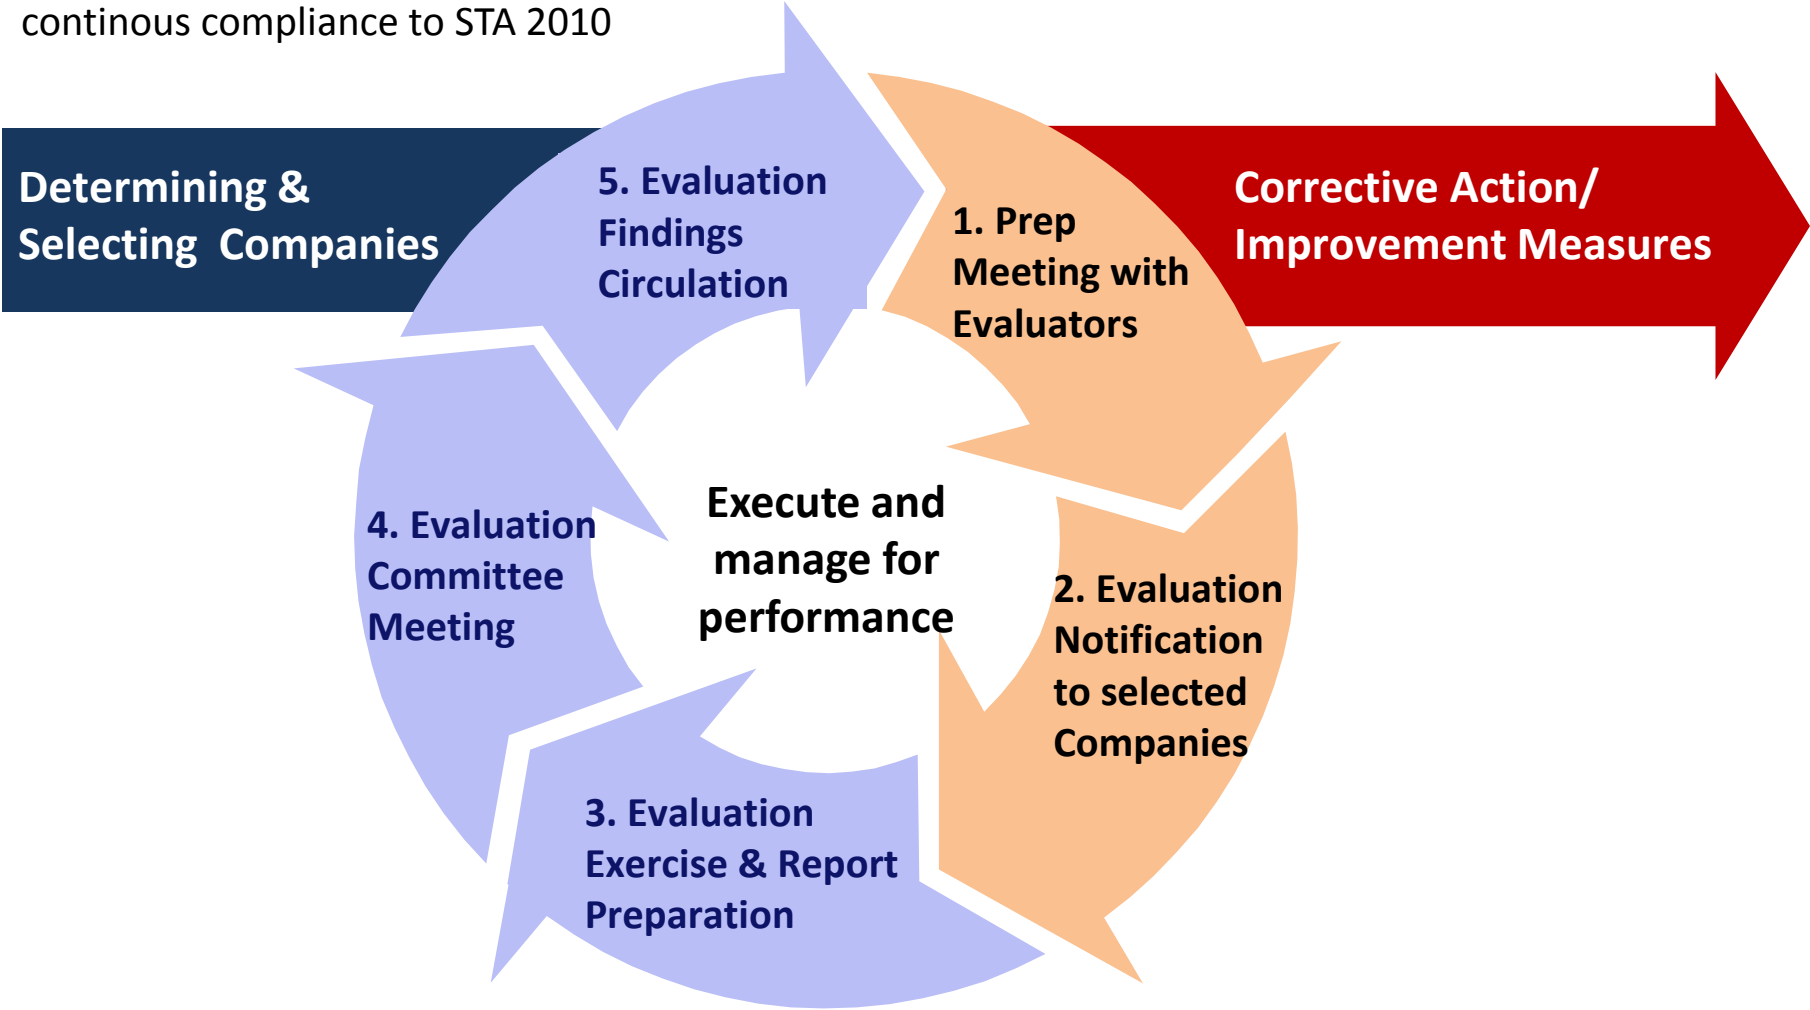 continous compliance to STA 2010
Determining &
Selecting  Companies
5. Evaluation
Findings
Circulation
1. Prep
Meeting with
Evaluators
Corrective Action/
Improvement Measures
4. Evaluation
Committee
Meeting
Execute and
manage for
performance
2. Evaluation
Notification
to selected
Companies
3. Evaluation
Exercise & Report
Preparation